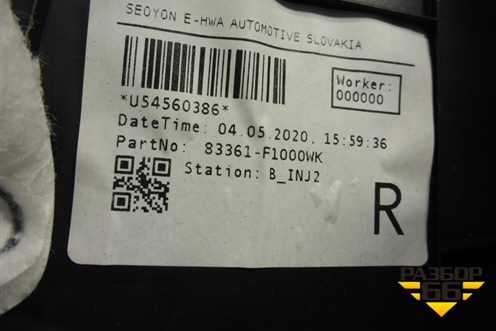 SEOYON E-HWA AUTOMOTIVE SLOVAKIA
Worker:
000000
*U54560386*
DateTime: 04.05.2020, 15:59:36
PartNo: 83361-F1000WK
Station: B_INJ2
R
РАЗБОР
66